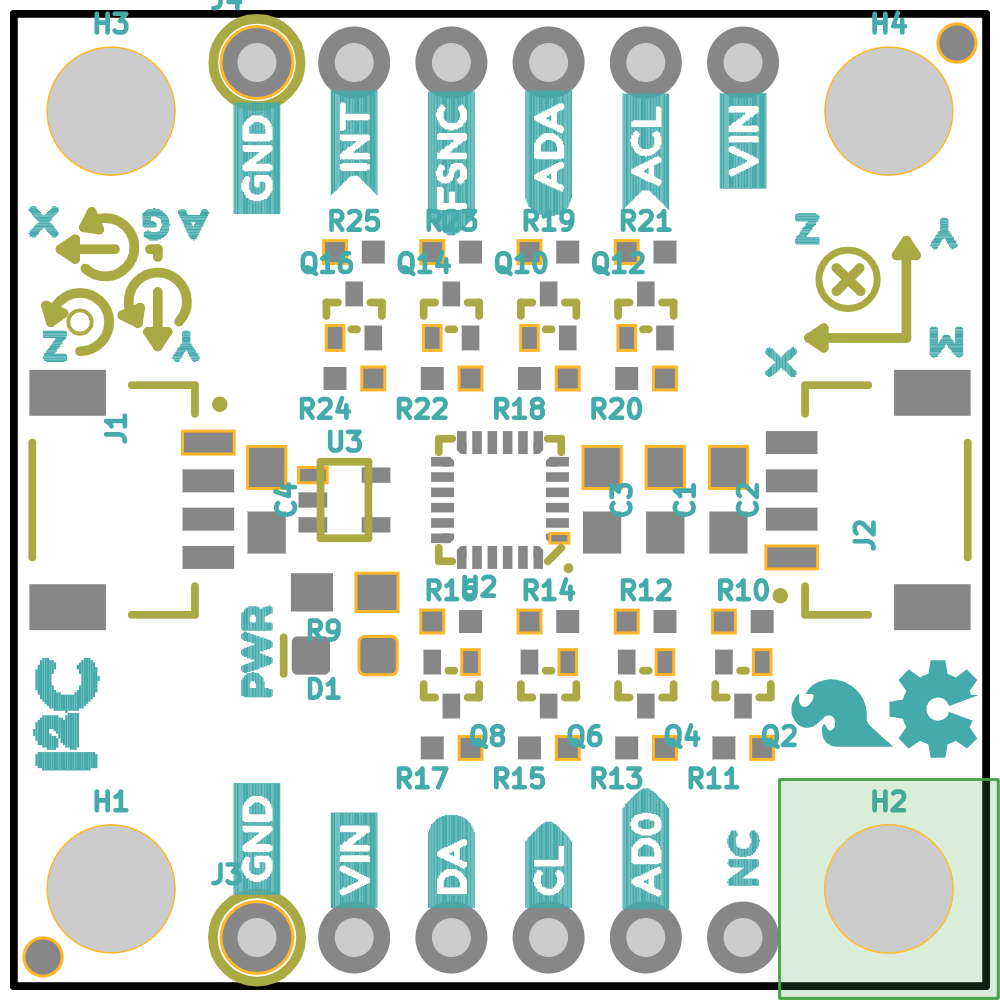 J4
H3
H4
GND
INT
FSNC
ADA
ACL
VIN
X
AG
Z
Y
R25
R23
R19
R21
Q16
Q14
Q10
Q12
Z
Y
X
M
R24
R22
R18
R20
J1
U3
C4
C3
C1
C2
J2
U2
R16
R14
R12
R10
PWR
R9
D1
I2C
Q8
Q6
Q4
Q2
R17
R15
R13
R11
H1
H2
GND
VIN
DA
CL
AD0
NC
J3